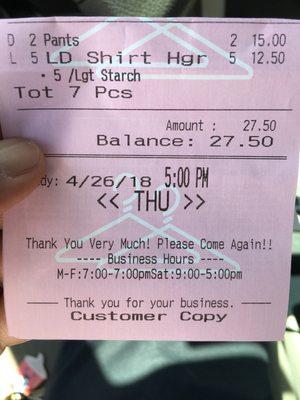 D 2 Pants 2 15.00
L 5 LD Shirt Hgr 5 12.50
• 5 /Lgt Starch
Tot 7 Pcs
Amount : 27.50
Balance: 27.50
dy: 4/26/18 5:00 PM
<< THU >>
Thank You Very Much! Please Come Again!!
---- Business Hours ----
M-F:7:00-7:00pmSat:9:00-5:00pm
Thank you for your business.
Customer Copy